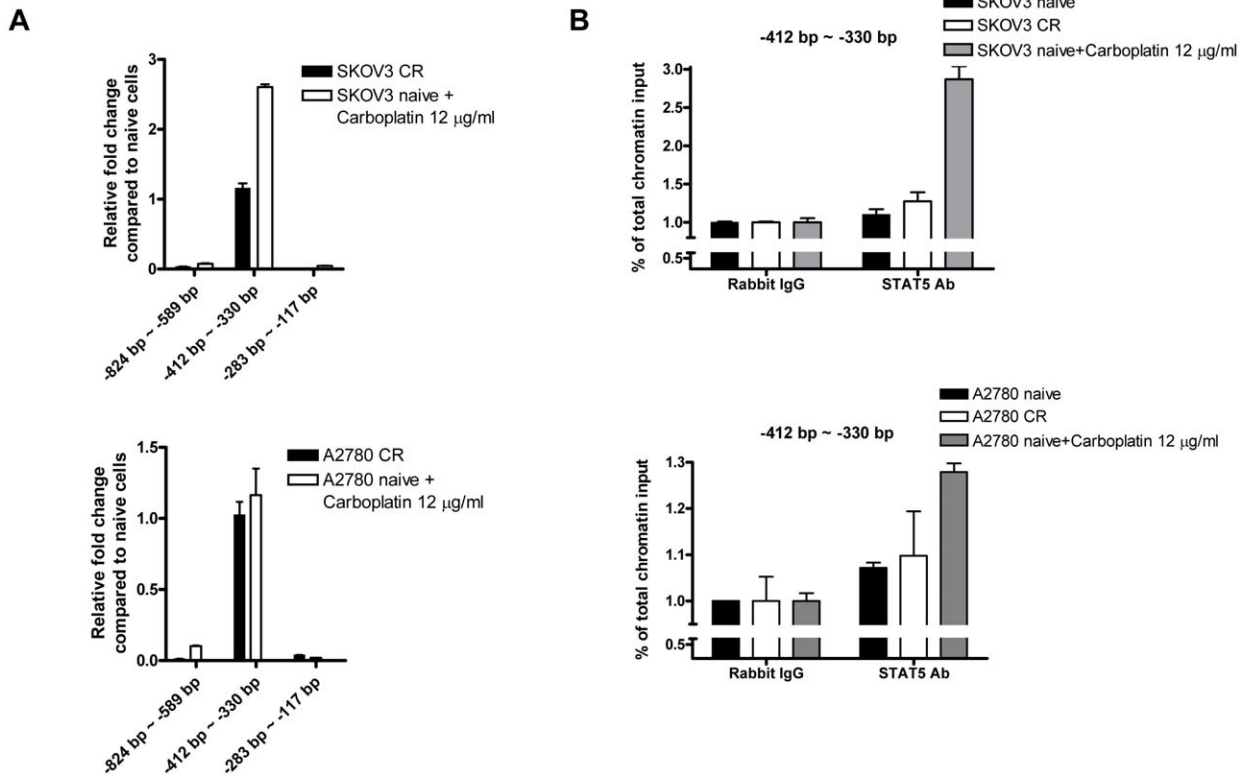 A
3
2
1
0
Relative fold change
compared to naive cells
SKOV3 CR
SKOV3 naive +
Carboplatin 12 μg/ml
-824 bp ~ -589 bp
-412 bp ~ -330 bp
-283 bp ~ -117 bp
1.5
1.0
0.5
0.0
Relative fold change
compared to naive cells
A2780 CR
A2780 naive +
Carboplatin 12 μg/ml
-824 bp ~ -589 bp
-412 bp ~ -330 bp
-283 bp ~ -117 bp
B
SKOV3 naive
SKOV3 CR
SKOV3 naive+Carboplatin 12 μg/ml
-412 bp ~ -330 bp
3.0
2.5
2.0
1.5
1.0
0.5
% of total chromatin input
Rabbit IgG
STAT5 Ab
A2780 naive
A2780 CR
A2780 naive+Carboplatin 12 μg/ml
-412 bp ~ -330 bp
1.3
1.2
1.1
1.0
0.5
% of total chromatin input
Rabbit IgG
STAT5 Ab